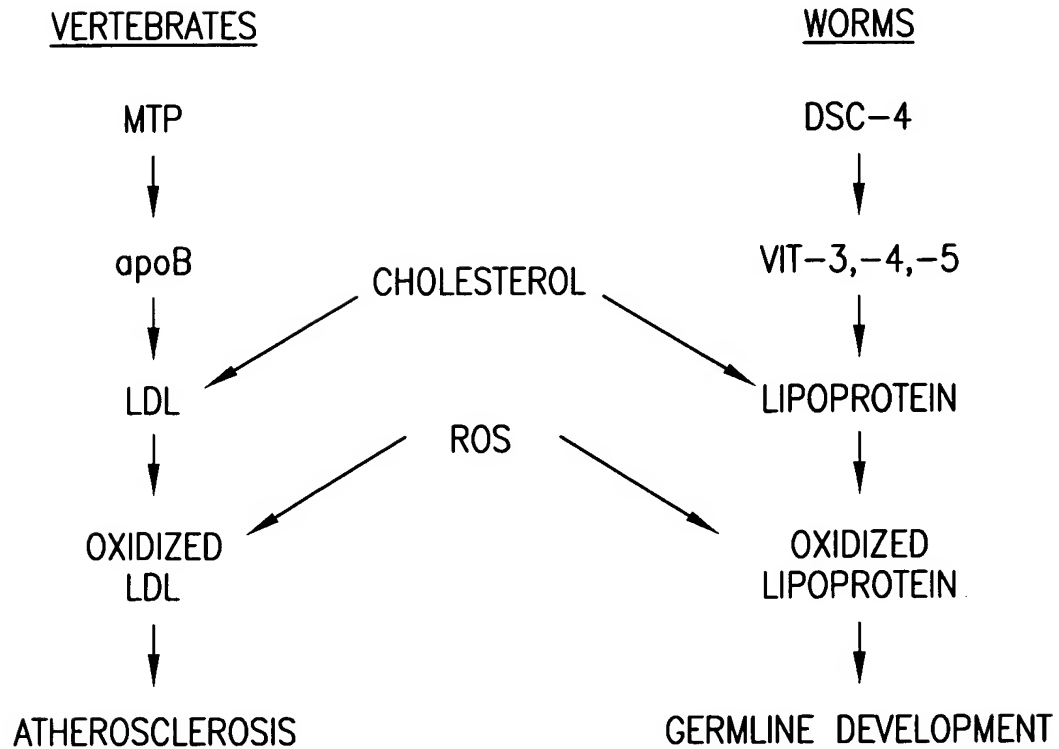 VERTEBRATES
MTP
apoB
LDL
OXIDIZED
LDL
ATHEROSCLEROSIS
CHOLESTEROL
ROS
WORMS
DSC-4
VIT-3,-4,-5
LIPOPROTEIN
OXIDIZED
LIPOPROTEIN
GERMLINE DEVELOPMENT